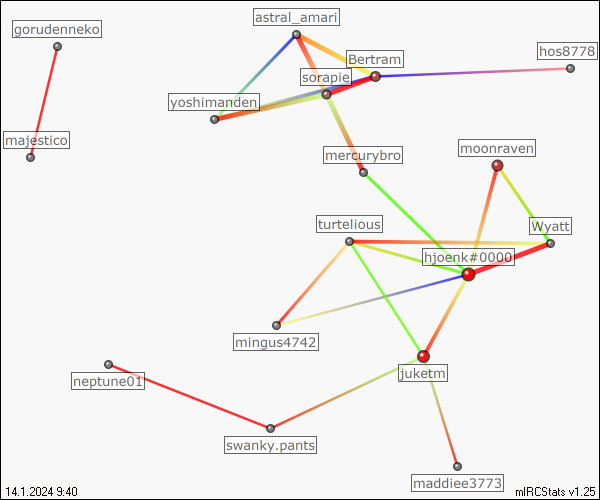 astral_amari
gorudenneko
hos8778
Bertram
sorapie
yoshimanden
majestico
moonraven
mercurybro
turtelious
Wyatt
hjoenk#0000
mingus4742
juketm
neptune01
swanky.pants
maddiee3773
14.1.2024 9:40
mIRCStats v1.25